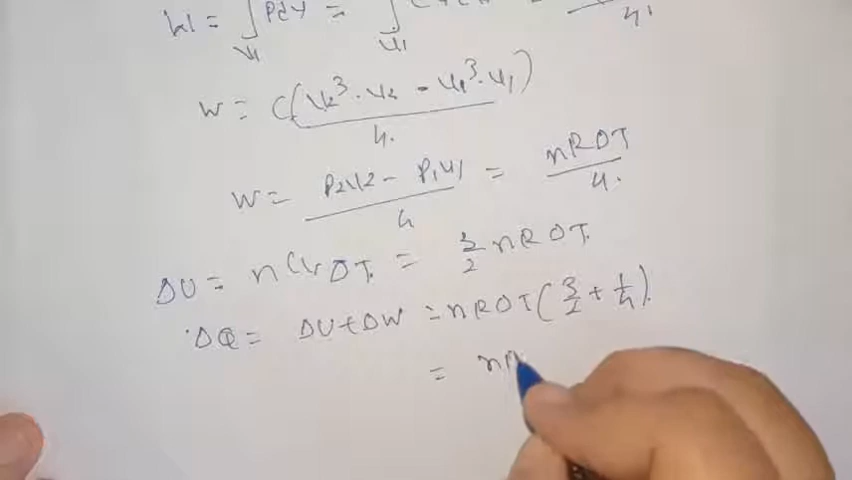 W = ∫ PdV =
W = C(V₂³·V₂ - V₁³·V₁) / 4.
W = P₂V₂ - P₁V₁ / 4 = nRΔT / 4.
ΔU = nCvΔT. = 3/2 nRΔT.
ΔQ = ΔU+ΔW = nRΔT(3/2 + 1/4).
= nR